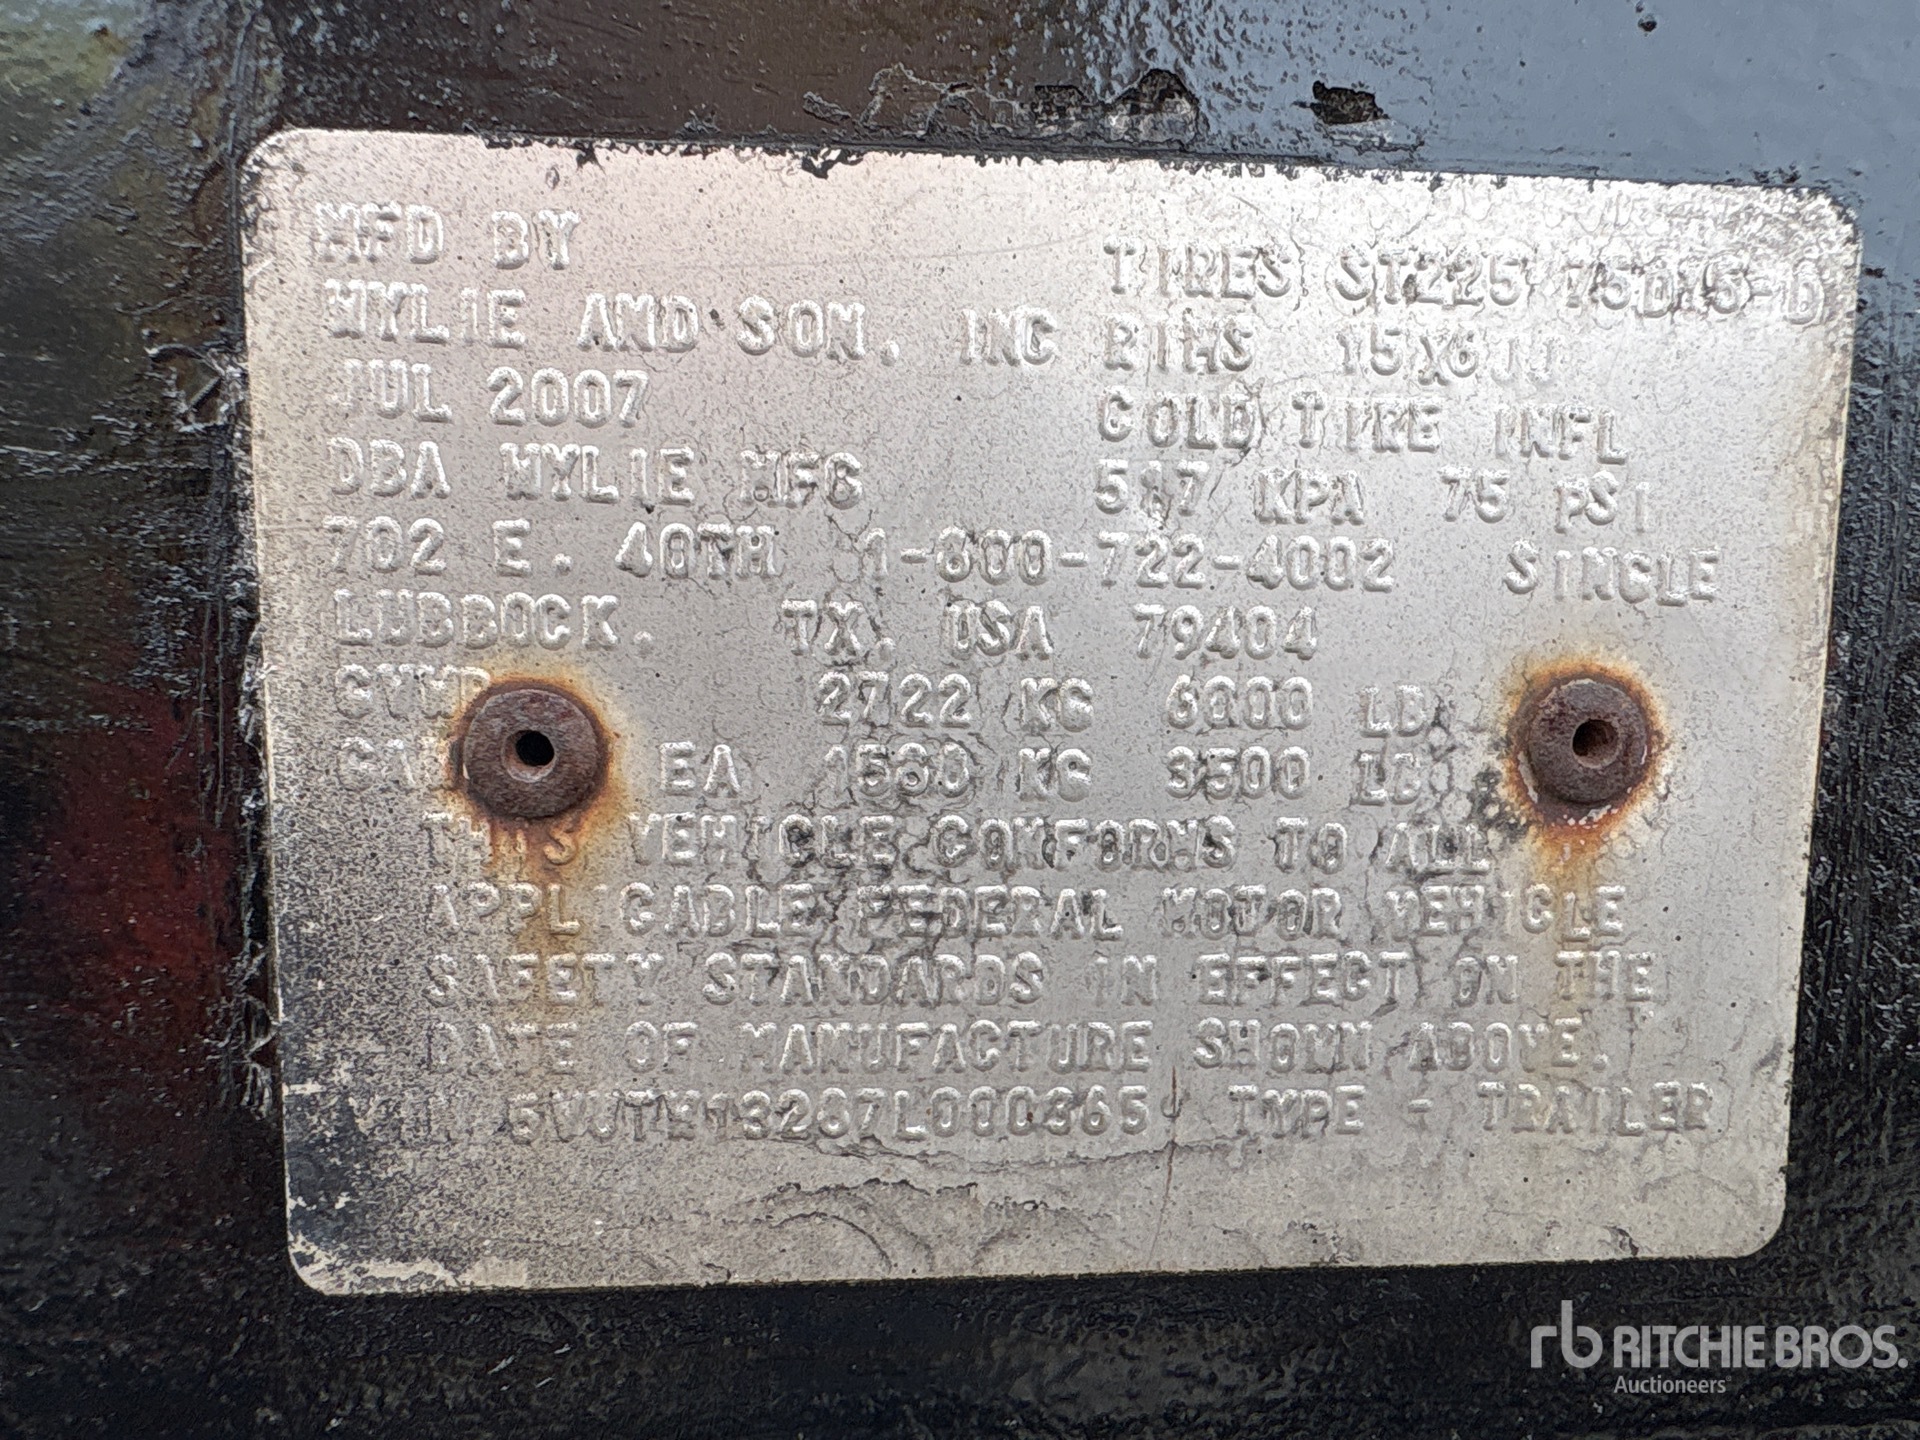 MFD BY
WYLIE AND SON, INC
JUL 2007
DBA WYLIE MFG
702 E. 40TH 1-800-722-4002
LUBBOCK, TX, USA 79404
TIRES ST225 75D15-D
RIMS 15X6JJ
COLD TIRE INFL
517 KPA 75 PSI
SINGLE
GVWR 2722 KG 6000 LB
EA KG 3500 LB
THIS VEHICLE CONFORMS TO ALL
APPLICABLE FEDERAL MOTOR VEHICLE
SAFETY STANDARDS IN EFFECT ON THE
DATE OF MANUFACTURE SHOWN ABOVE.
TYPE - TRAILER
rb RITCHIE BROS.
Auctioneers